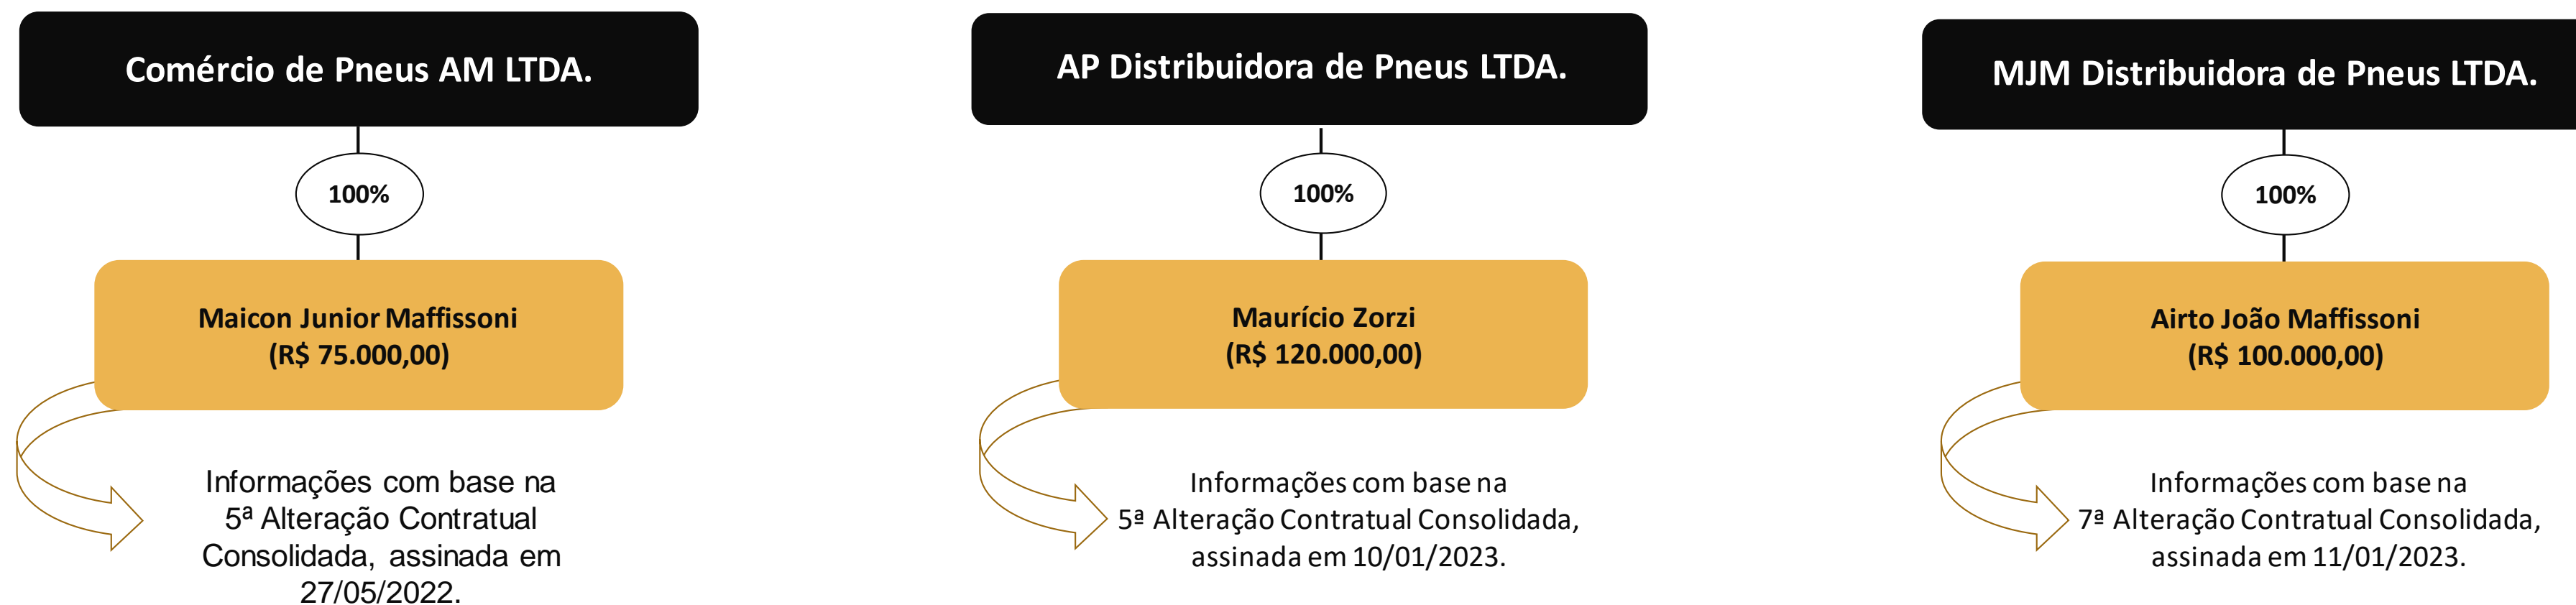 Comércio de Pneus AM LTDA.
100%
Maicon Junior Maffissoni
(R$ 75.000,00)
Informações com base na
5ª Alteração Contratual
Consolidada, assinada em
27/05/2022.
AP Distribuidora de Pneus LTDA.
100%
Maurício Zorzi
(R$ 120.000,00)
Informações com base na
5ª Alteração Contratual Consolidada,
assinada em 10/01/2023.
MJM Distribuidora de Pneus LTDA.
100%
Airto João Maffissoni
(R$ 100.000,00)
Informações com base na
7ª Alteração Contratual Consolidada,
assinada em 11/01/2023.